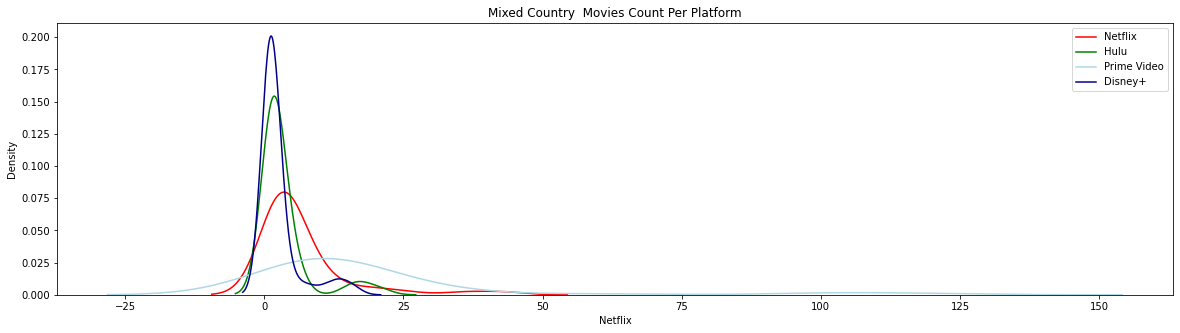 Mixed Country  Movies Count Per Platform
Netflix
Hulu
Prime Video
Disney+
Density
0.200
0.175
0.150
0.125
0.100
0.075
0.050
0.025
0.000
−25
0
25
50
75
100
125
150
Netflix